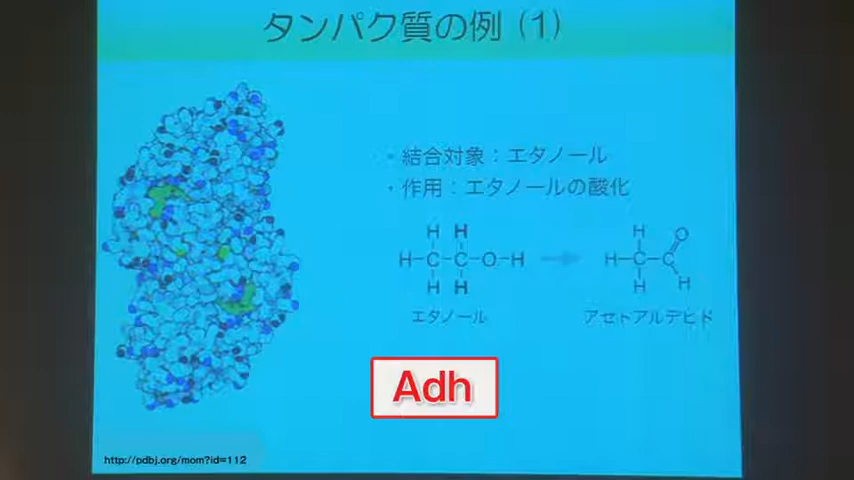 タンパク質の例 (1)
・結合対象：エタノール
・作用：エタノールの酸化
H H
H-C-C-O-H
H H
エタノール
H O
H-C-C
H H
アセトアルデヒド
Adh
http://pdbj.org/mom?id=112